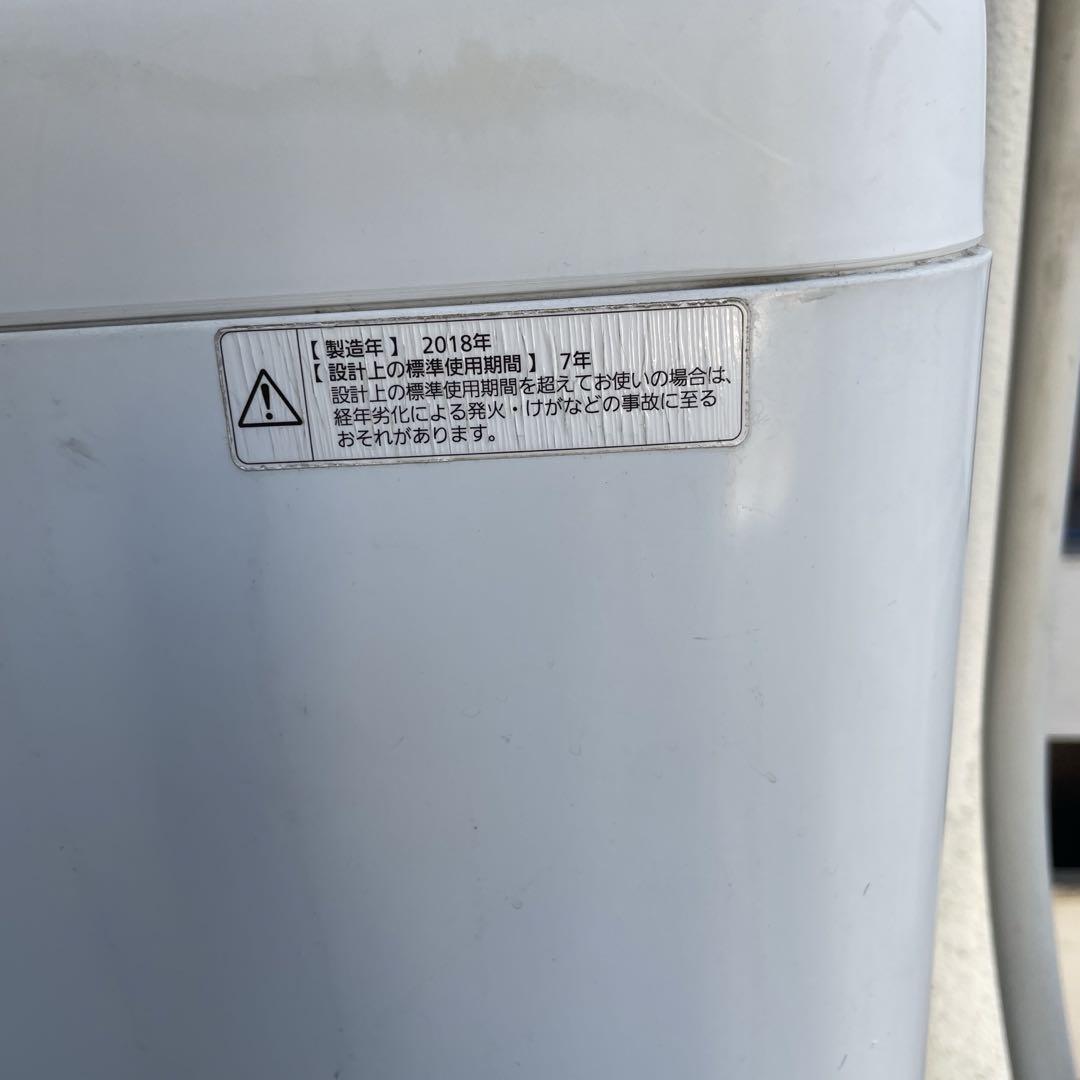 【 製造年 】 2018年
【 設計上の標準使用期間 】 7年
設計上の標準使用期間を超えてお使いの場合は、
経年劣化による発火・けがなどの事故に至る
おそれがあります。